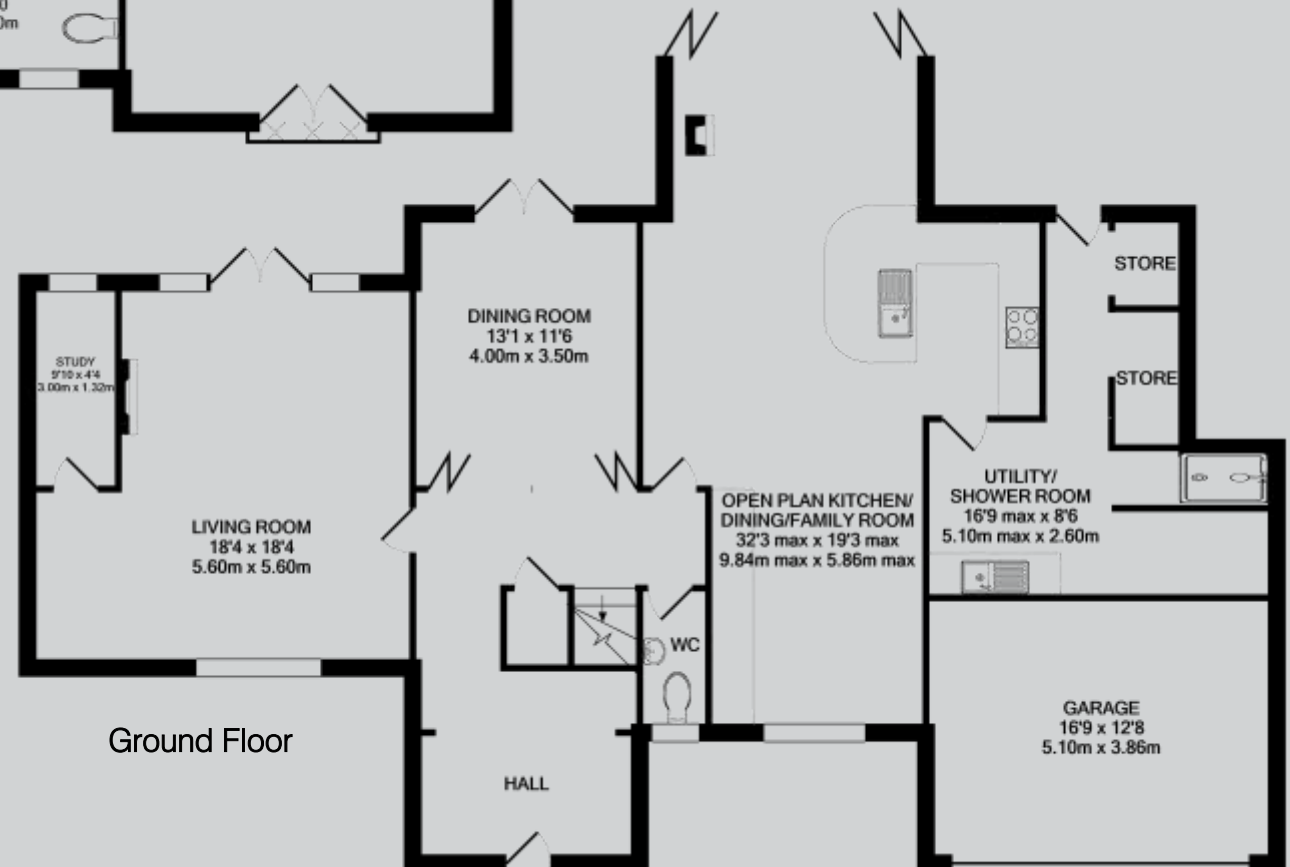 0m
STORE
DINING ROOM
13'1 x 11'6
4.00m x 3.50m
STUDY
9'10 x 4'4
3.00m x 1.32m
STORE
LIVING ROOM
18'4 x 18'4
5.60m x 5.60m
OPEN PLAN KITCHEN/
DINING/FAMILY ROOM
32'3 max x 19'3 max
9.84m max x 5.86m max
UTILITY/
SHOWER ROOM
16'9 max x 8'6
5.10m max x 2.60m
WC
GARAGE
16'9 x 12'8
5.10m x 3.86m
Ground Floor
HALL